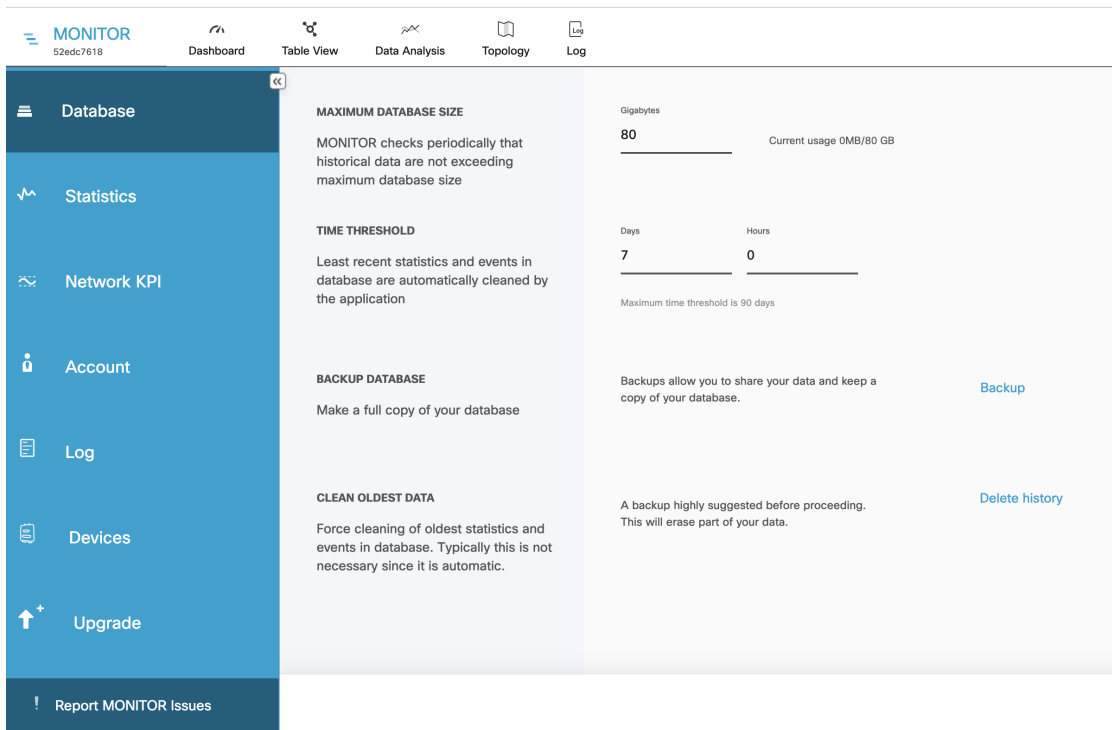 MONITOR
52edc7618
Dashboard
Table View
Data Analysis
Topology
Log
Log
Database
Statistics
Network KPI
Account
Log
Devices
Upgrade
Report MONITOR Issues
MAXIMUM DATABASE SIZE
MONITOR checks periodically that
historical data are not exceeding
maximum database size
Gigabytes
80
Current usage 0MB/80 GB
TIME THRESHOLD
Least recent statistics and events in
database are automatically cleaned by
the application
Days
7
Hours
0
Maximum time threshold is 90 days
BACKUP DATABASE
Make a full copy of your database
Backups allow you to share your data and keep a
copy of your database.
Backup
CLEAN OLDEST DATA
Force cleaning of oldest statistics and
events in database. Typically this is not
necessary since it is automatic.
A backup highly suggested before proceeding.
This will erase part of your data.
Delete history